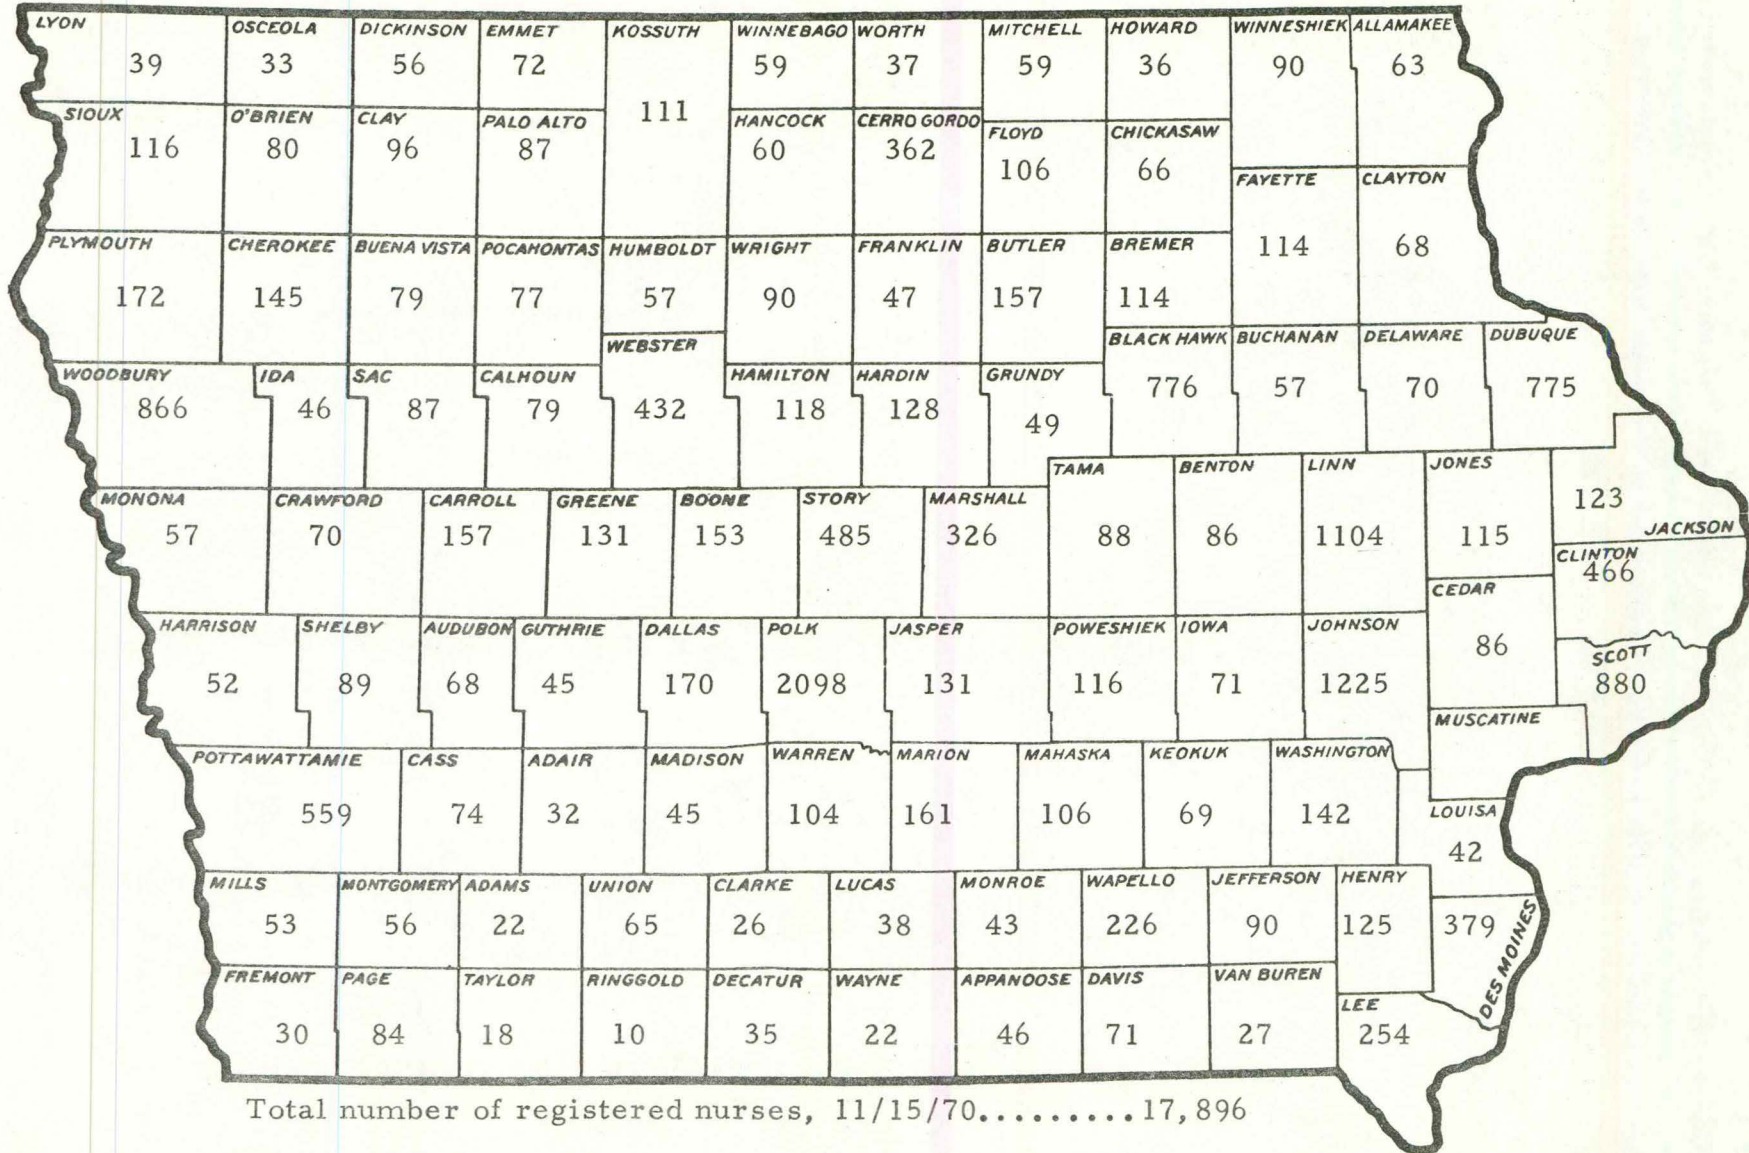 LYON OSCEOLA DICKINSON EMMET KOSSUTH WINNEBAGO WORTH MITCHELL HOWARD WINNESHIEK ALLAMAKEE
39 33 56 72 111 59 37 59 36 90 63
SIOUX O'BRIEN CLAY PALO ALTO HANCOCK CERRO GORDO FLOYD CHICKASAW
116 80 96 87 60 362 106 66
FAYETTE CLAYTON
114 68
PLYMOUTH CHEROKEE BUENA VISTA POCAHONTAS HUMBOLDT WRIGHT FRANKLIN BUTLER BREMER
172 145 79 77 57 90 47 157 114
WEBSTER BLACK HAWK BUCHANAN DELAWARE DUBUQUE
432 776 57 70 775
WOODBURY IDA SAC CALHOUN HAMILTON HARDIN GRUNDY
866 46 87 79 118 128 49
TAMA BENTON LINN JONES
88 86 1104 115
123
JACKSON
MONONA CRAWFORD CARROLL GREENE BOONE STORY MARSHALL
57 70 157 131 153 485 326
CLINTON
466
CEDAR
86
HARRISON SHELBY AUDUBON GUTHRIE DALLAS POLK JASPER POWESHIEK IOWA JOHNSON
52 89 68 45 170 2098 131 116 71 1225
SCOTT
880
MUSCATINE
POTTAWATTAMIE CASS ADAIR MADISON WARREN MARION MAHASKA KEOKUK WASHINGTON
559 74 32 45 104 161 106 69 142
LOUISA
42
MILLS MONTGOMERY ADAMS UNION CLARKE LUCAS MONROE WAPELLO JEFFERSON HENRY
53 56 22 65 26 38 43 226 90 125
379
DES MOINES
FREMONT PAGE TAYLOR RINGGOLD DECATUR WAYNE APPANOOSE DAVIS VAN BUREN
30 84 18 10 35 22 46 71 27
LEE
254
Total number of registered nurses, 11/15/70.........17,896